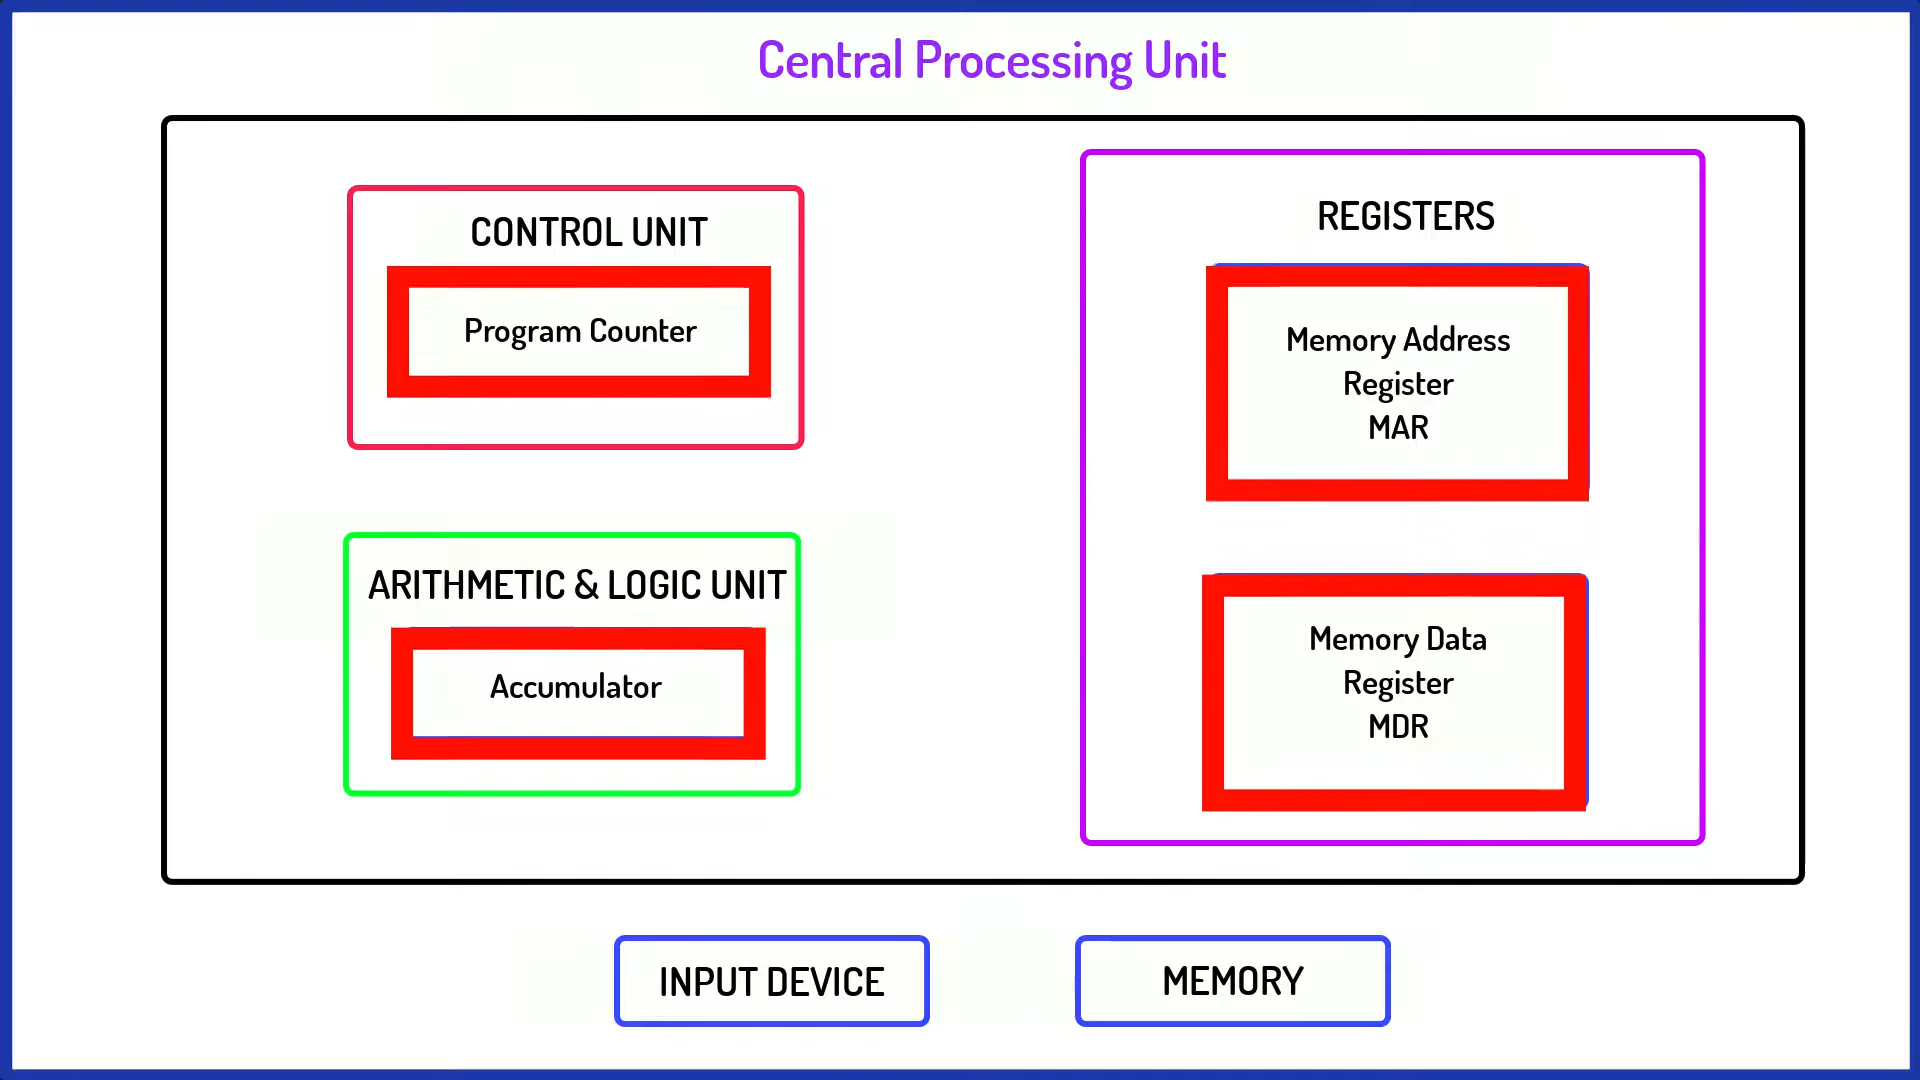 Central Processing Unit
CONTROL UNIT
Program Counter
ARITHMETIC & LOGIC UNIT
Accumulator
REGISTERS
Memory Address
Register
MAR
Memory Data
Register
MDR
INPUT DEVICE
MEMORY